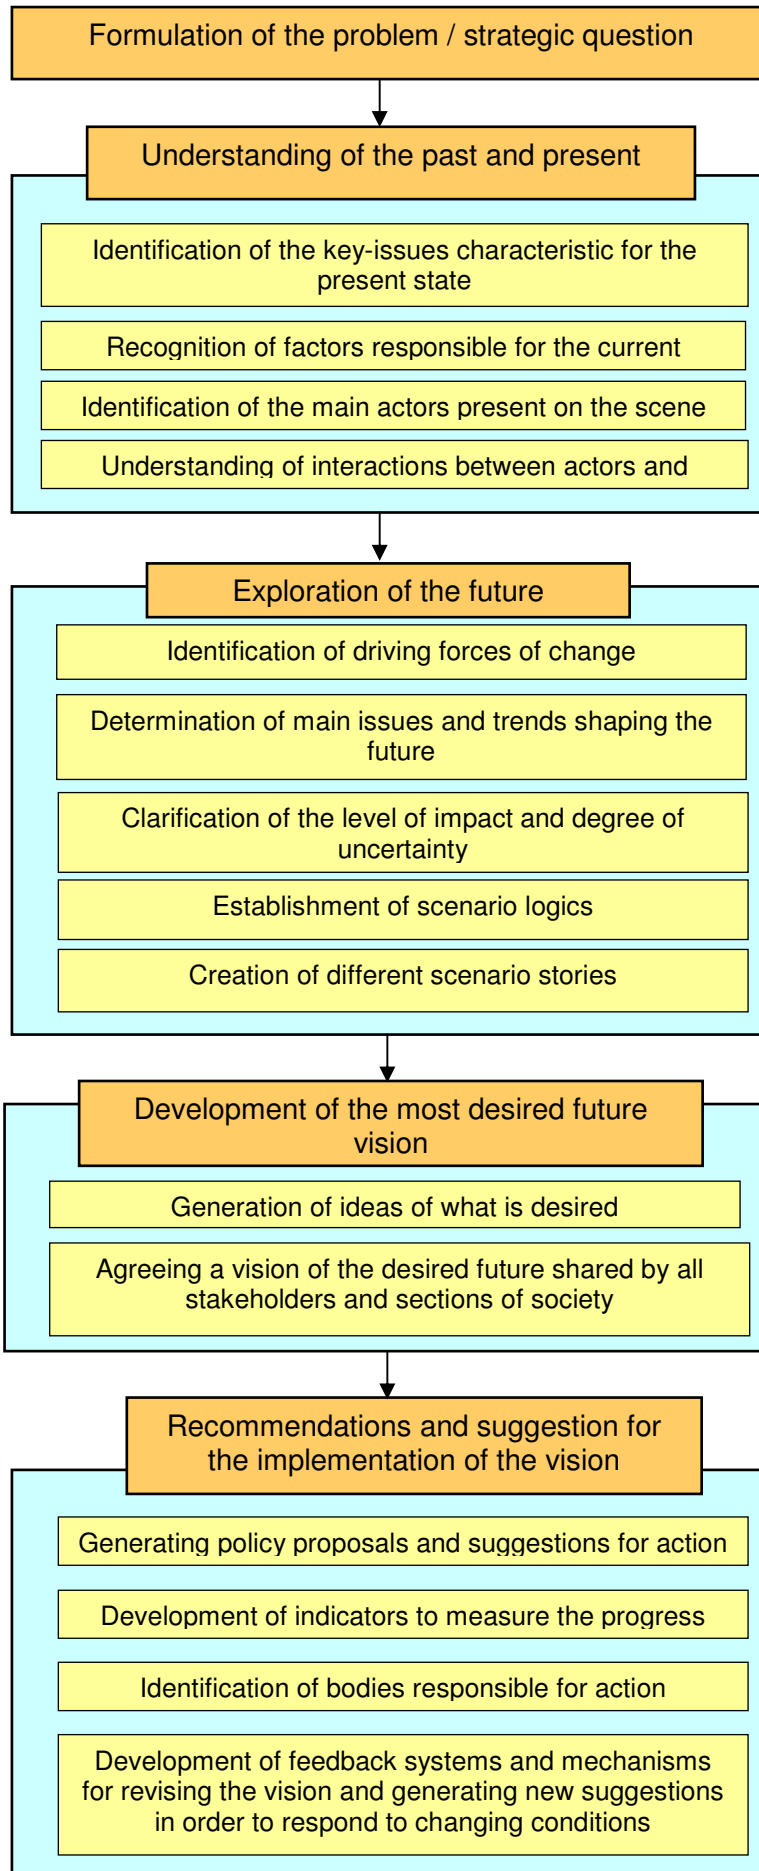 Formulation of the problem / strategic question
Understanding of the past and present
Identification of the key-issues characteristic for the
present state
Recognition of factors responsible for the current
Identification of the main actors present on the scene
Understanding of interactions between actors and
Exploration of the future
Identification of driving forces of change
Determination of main issues and trends shaping the
future
Clarification of the level of impact and degree of
uncertainty
Establishment of scenario logics
Creation of different scenario stories
Development of the most desired future
vision
Generation of ideas of what is desired
Agreeing a vision of the desired future shared by all
stakeholders and sections of society
Recommendations and suggestion for
the implementation of the vision
Generating policy proposals and suggestions for action
Development of indicators to measure the progress
Identification of bodies responsible for action
Development of feedback systems and mechanisms
for revising the vision and generating new suggestions
in order to respond to changing conditions